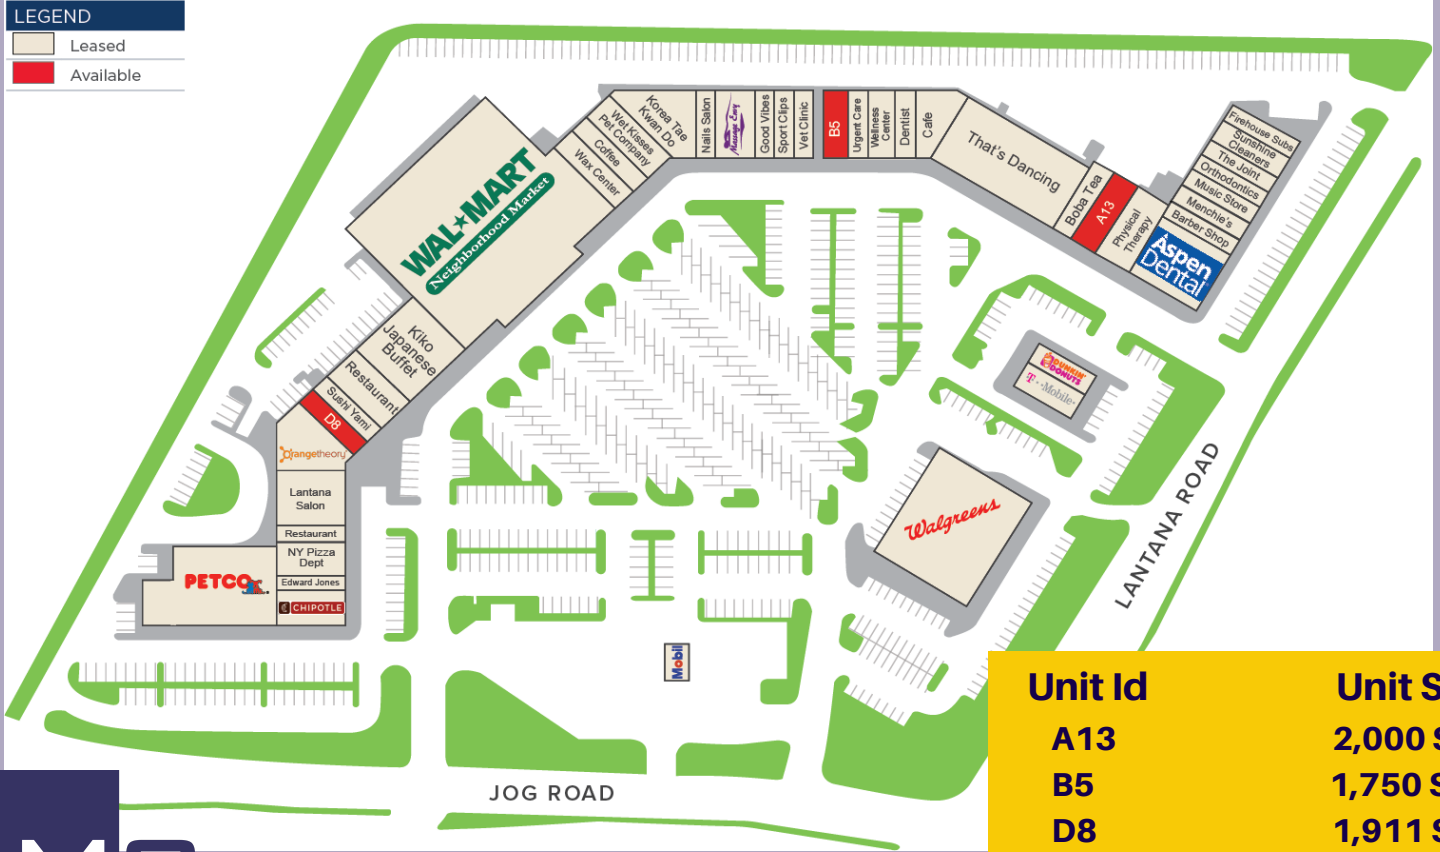 LEGEND
Leased
Available
WAL★MART
Neighborhood Market
Korea Tae
Kwan Do
Wet Kisses
Pet Company
Coffee
Wax Center
Nails Salon
Massage Envy
Good Vibes
Sport Clips
Vet Clinic
B5
Urgent Care
Wellness
Center
Dentist
Cafe
That's Dancing
Boba Tea
A13
Physical
Therapy
Firehouse Subs
Sunshine
Cleaners
The Joint
Orthodontics
Music Store
Menchie's
Barber Shop
Aspen
Dental
Kiko
Japanese
Buffet
Restaurant
Sushi Yami
D8
orangetheory
Lantana
Salon
Restaurant
NY Pizza
Dept
Edward Jones
CHIPOTLE
PETCO
DUNKIN'
DONUTS
T··Mobile·
Walgreens
Mobil
LANTANA ROAD
JOG ROAD
Unit Id Unit S
A13 2,000 S
B5 1,750 S
D8 1,911 S